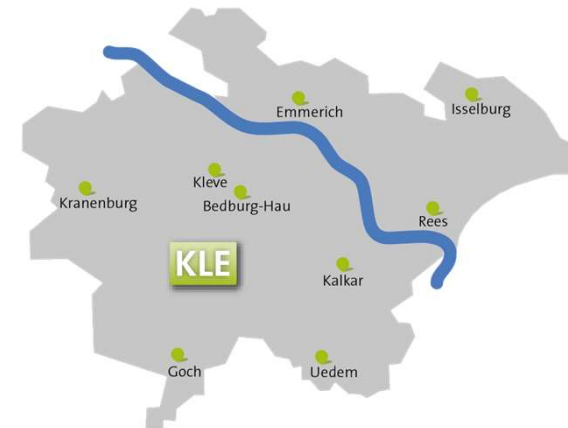 Emmerich
Isselburg
Kleve
Kranenburg
Bedburg-Hau
Rees
KLE
Kalkar
Goch
Uedem